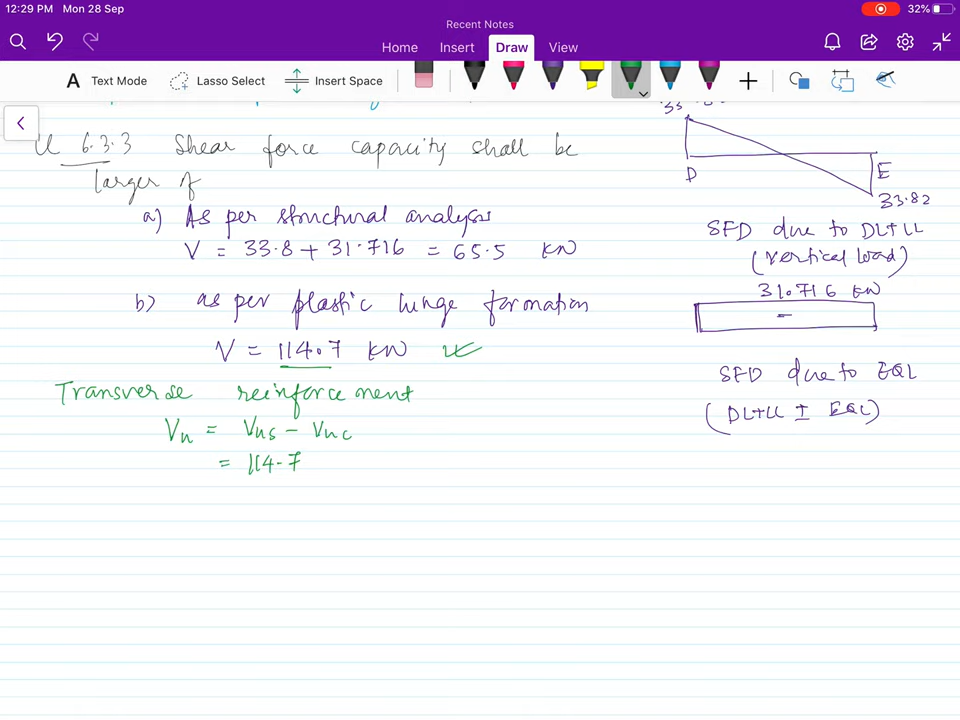 12:29 PM Mon 28 Sep
32%
Recent Notes
Home Insert Draw View
Text Mode Lasso Select Insert Space
Cl 6.3.3 Shear force capacity shall be
larger of
a) As per structural analysis
V = 33.8 + 31.716 = 65.5 KN
b) as per plastic hinge formation
V = 114.7 KN
Transverse reinforcement
Vu = Vus - Vuc
= 114.7
D
E
33.82
SFD due to DL+LL
(vertical load)
31.716 KN
-
SFD due to EQL
(DL+LL ± EQL)